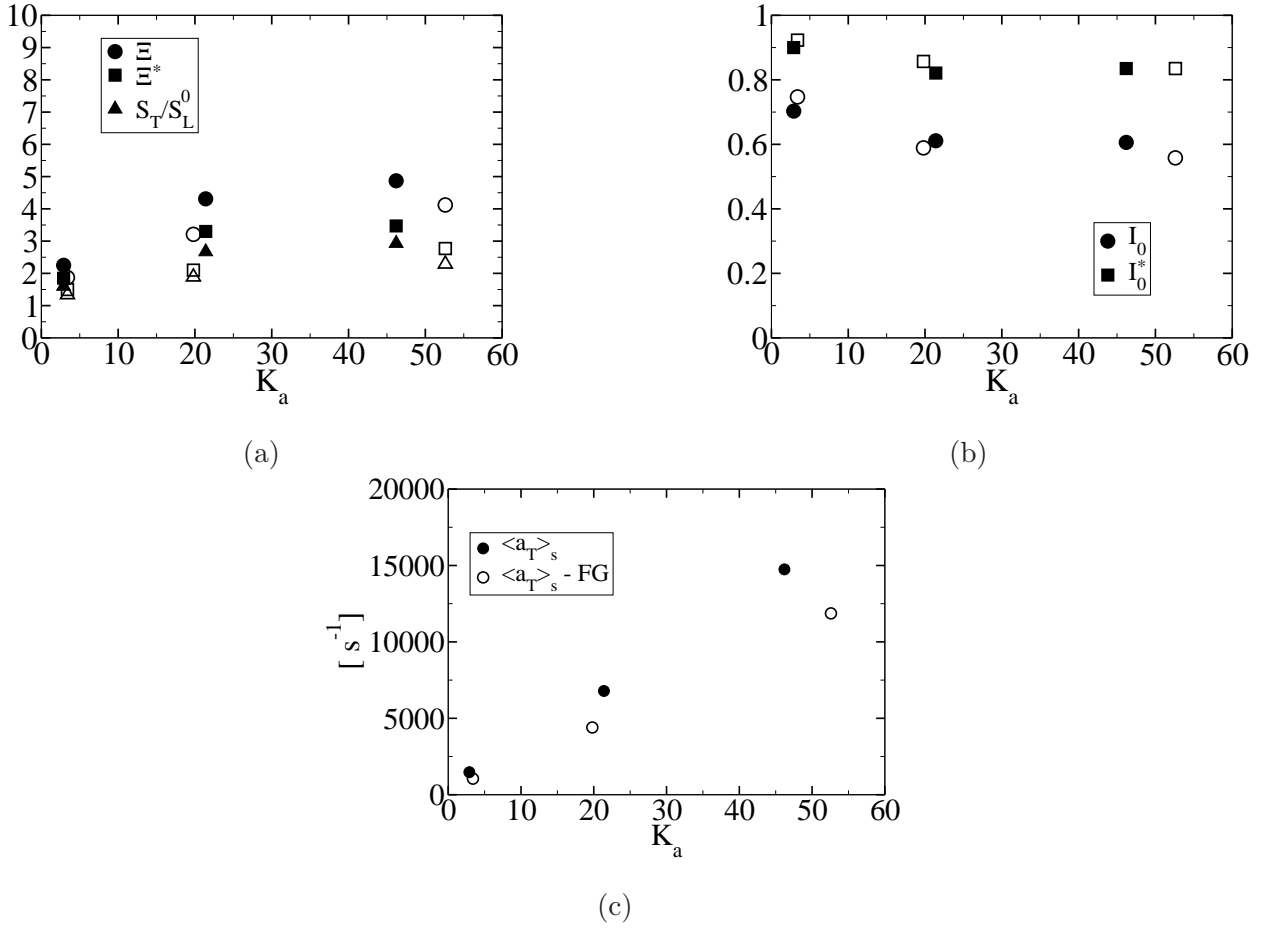 10
9
8
7
6
5
4
3
2
1
0
Ξ
Ξ*
S_T/S_L^0
0 10 20 30 40 50 60
K_a
(a)
1
0.8
0.6
0.4
0.2
0
I_0
I_0^*
0 10 20 30 40 50 60
K_a
(b)
20000
15000
10000
5000
0
[ s^-1 ]
<a_T>_s
<a_T>_s - FG
0 10 20 30 40 50 60
K_a
(c)